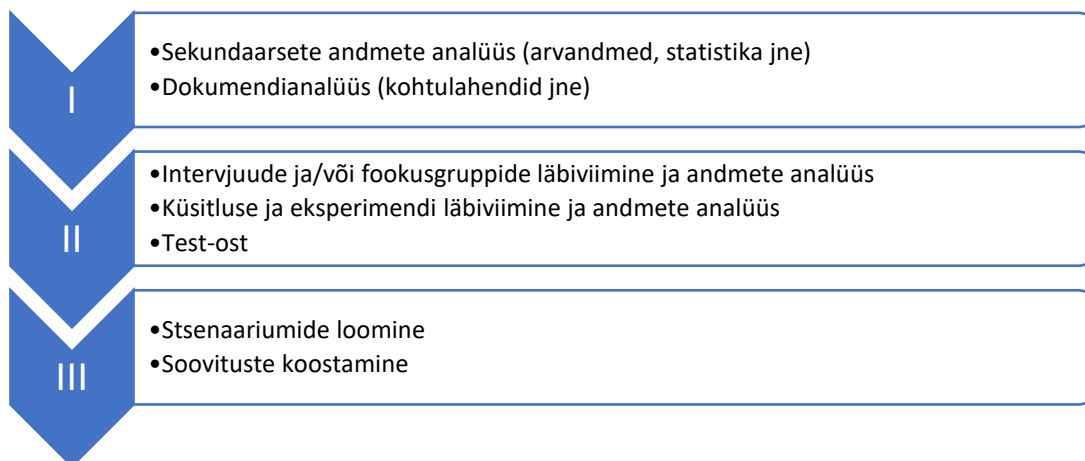 I
•Sekundaarsete andmete analüüs (arvandmed, statistika jne)
•Dokumendianalüüs (kohtulahendid jne)
II
•Intervjuude ja/või fookusgruppide läbiviimine ja andmete analüüs
•Küsitluse ja eksperimendi läbiviimine ja andmete analüüs
•Test-ost
III
•Stsenaariumide loomine
•Soovituste koostamine